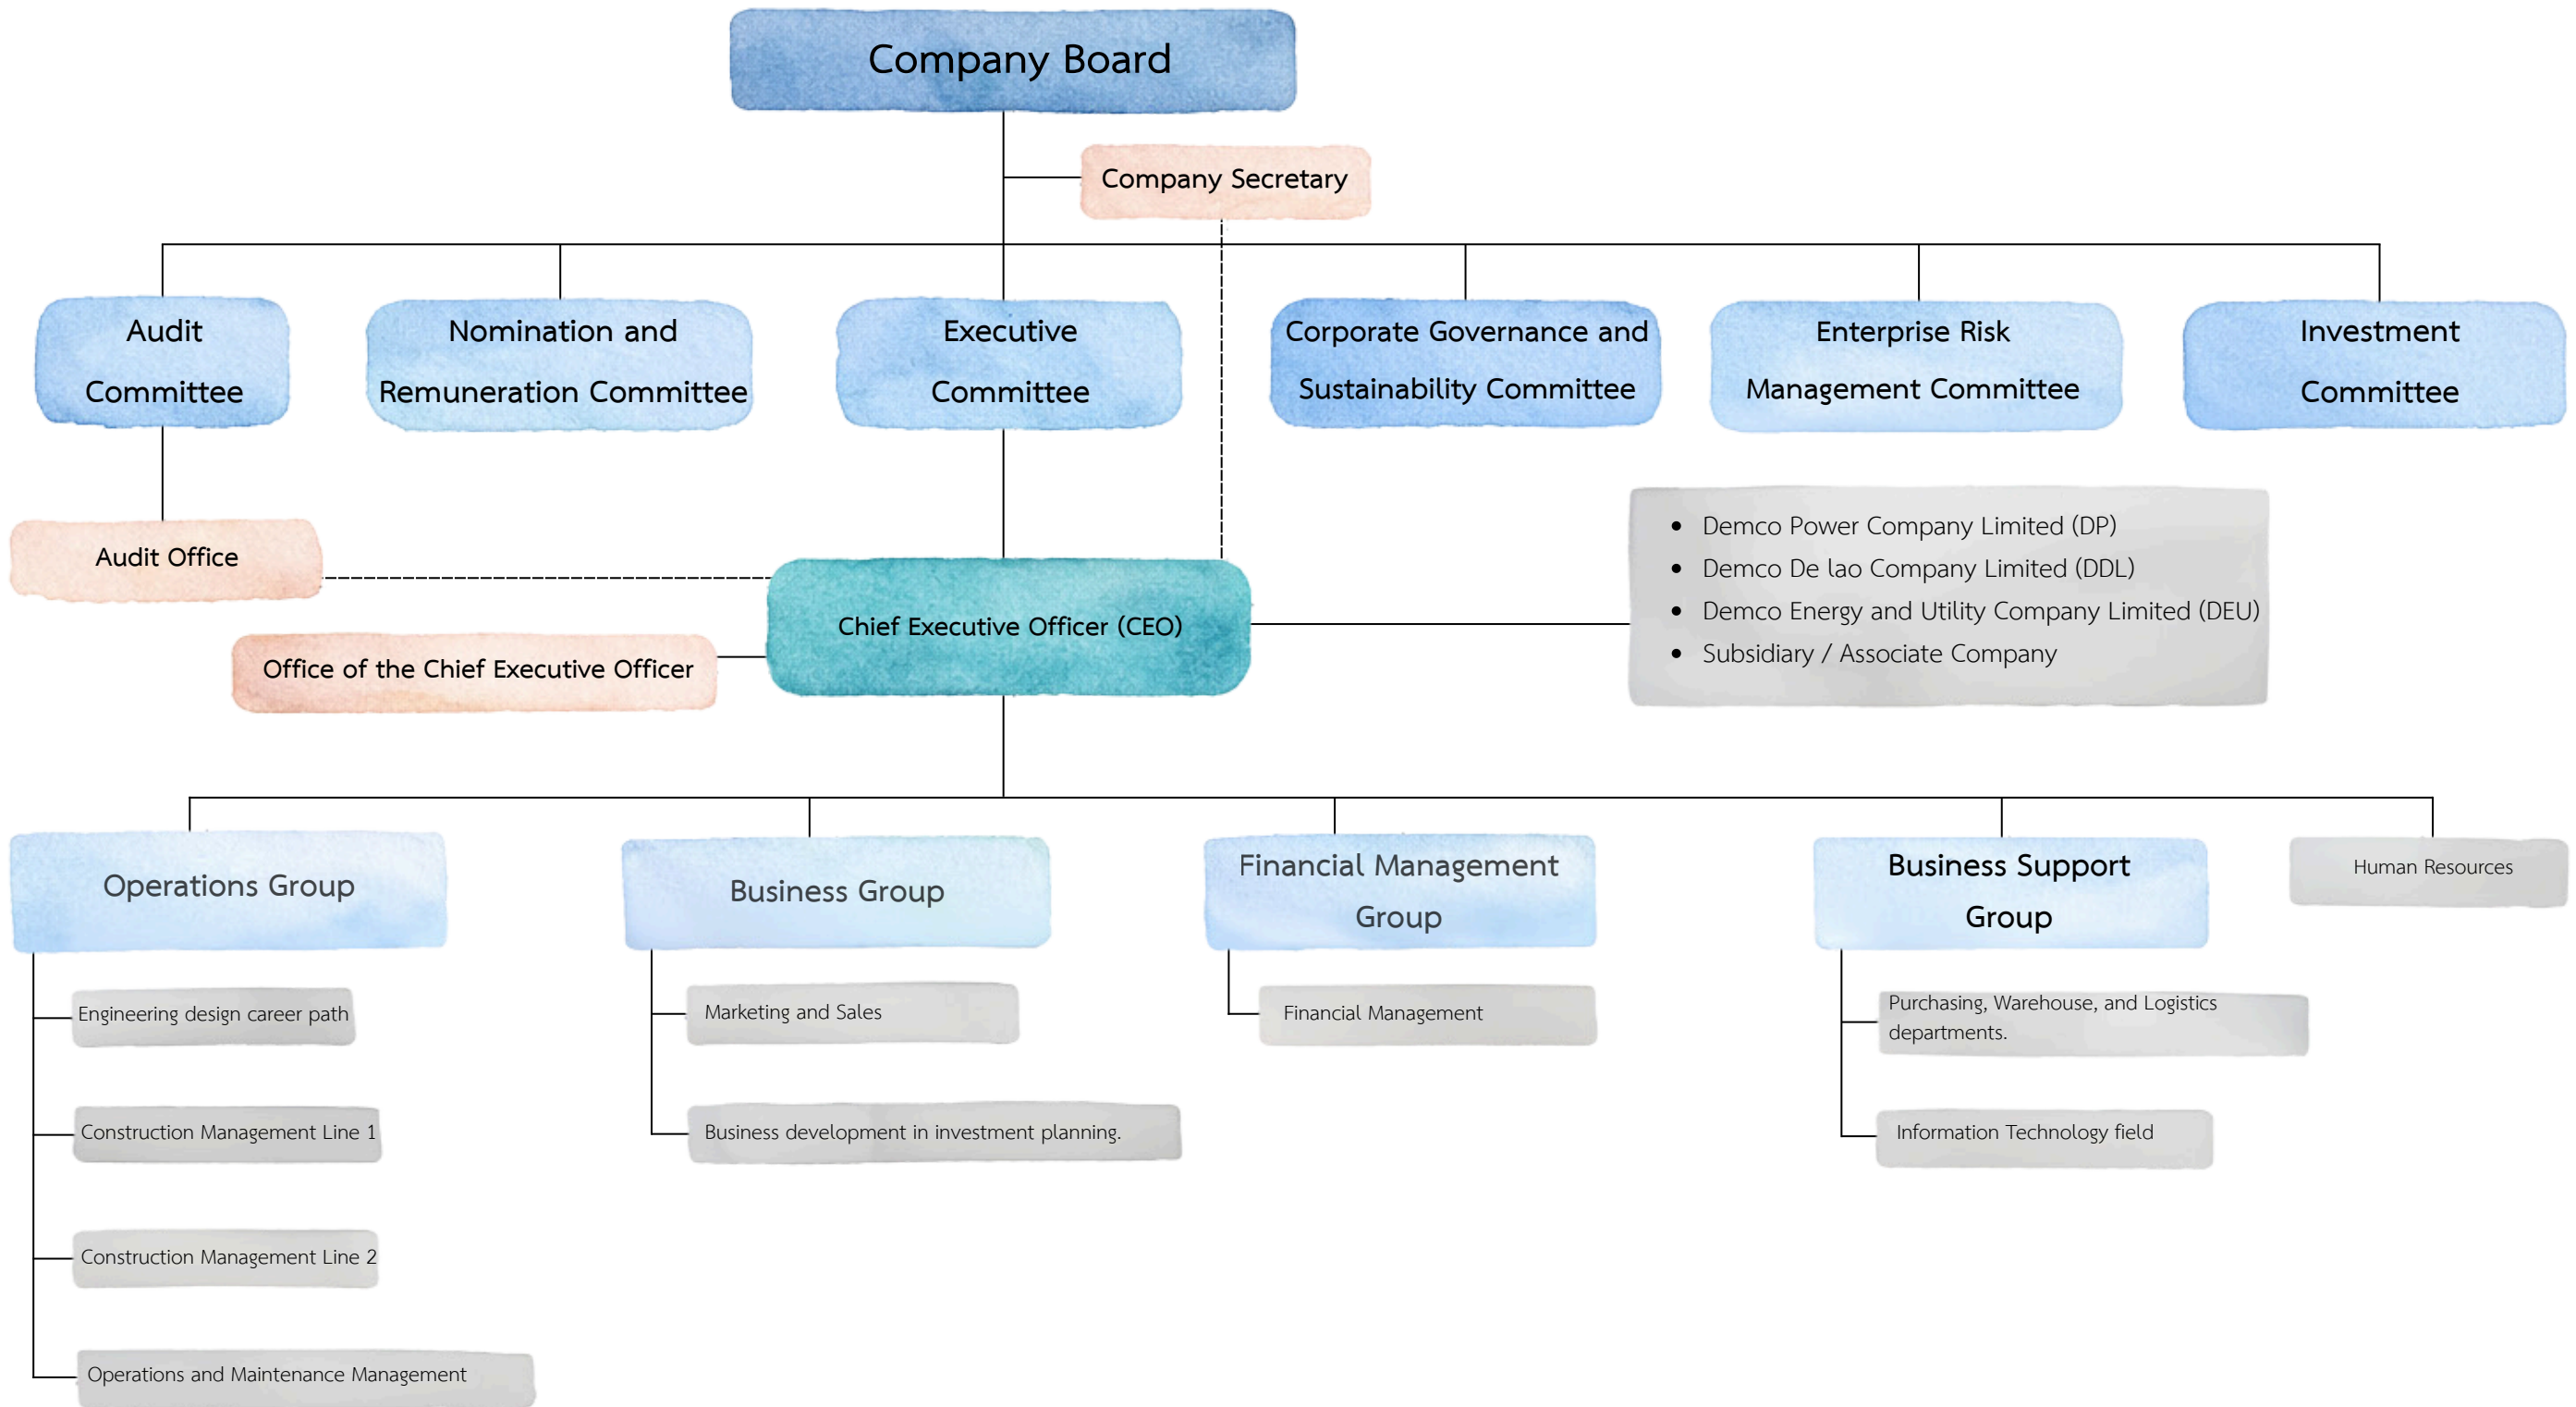 Company Board
Company Secretary
Audit
Committee
Nomination and
Remuneration Committee
Executive
Committee
Corporate Governance and
Sustainability Committee
Enterprise Risk
Management Committee
Investment
Committee
Audit Office
• Demco Power Company Limited (DP)
• Demco De lao Company Limited (DDL)
• Demco Energy and Utility Company Limited (DEU)
• Subsidiary / Associate Company
Chief Executive Officer (CEO)
Office of the Chief Executive Officer
Operations Group
Engineering design career path
Construction Management Line 1
Construction Management Line 2
Operations and Maintenance Management
Business Group
Marketing and Sales
Business development in investment planning.
Financial Management
Group
Financial Management
Business Support
Group
Purchasing, Warehouse, and Logistics
departments.
Information Technology field
Human Resources